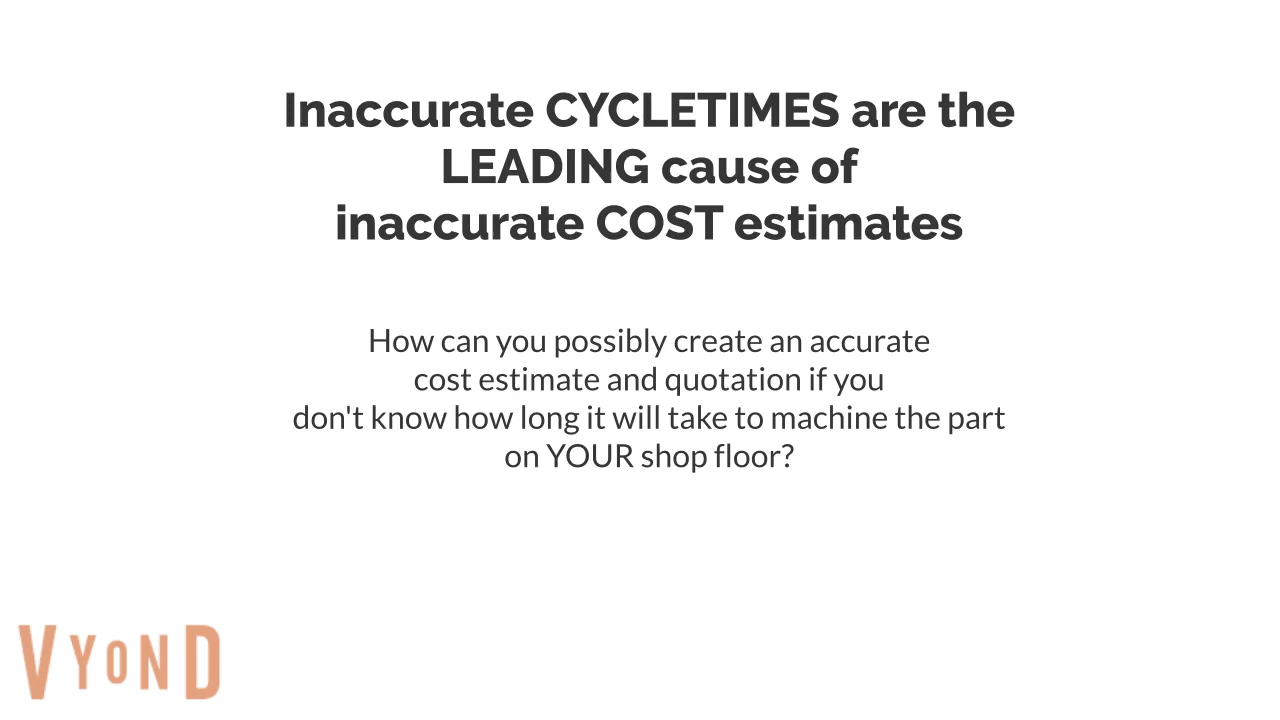 Inaccurate CYCLETIMES are the
LEADING cause of
inaccurate COST estimates
How can you possibly create an accurate
cost estimate and quotation if you
don't know how long it will take to machine the part
on YOUR shop floor?
VYOND